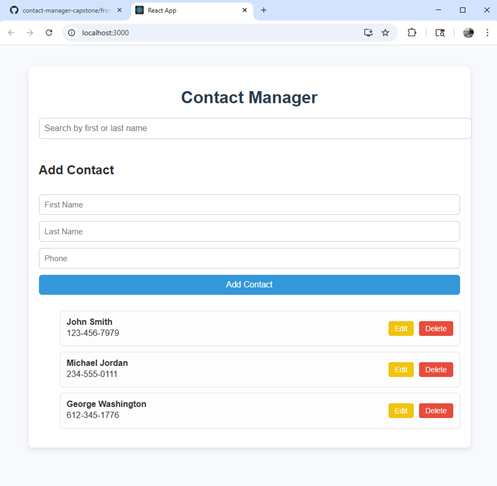 contact-manager-capstone/fro
React App
localhost:3000
Contact Manager
Search by first or last name
Add Contact
First Name
Last Name
Phone
Add Contact
John Smith
123-456-7979
Edit
Delete
Michael Jordan
234-555-0111
Edit
Delete
George Washington
612-345-1776
Edit
Delete